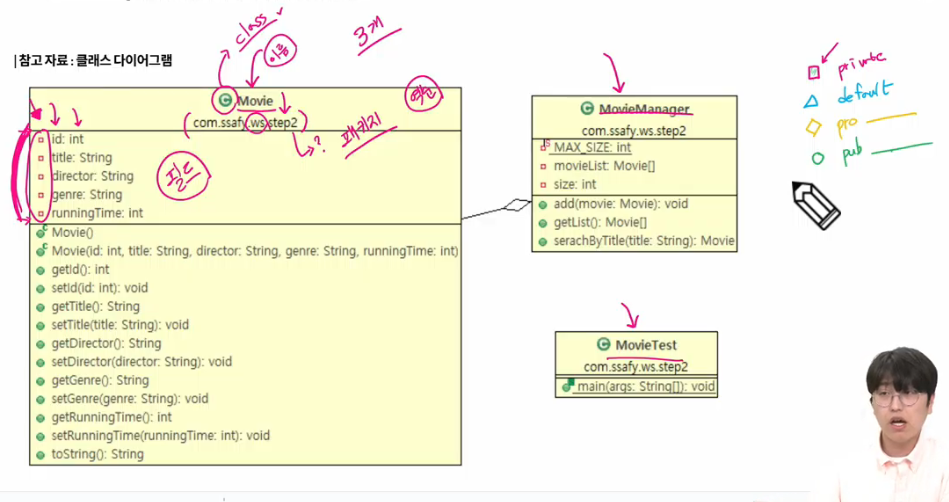 class
이름
3개
| 참고 자료 : 클래스 다이어그램
private
default
pro
pub
C Movie
com.ssafy.ws.step2
? 패키지
id: int
title: String
director: String
genre: String
runningTime: int
필드
Movie()
Movie(id: int, title: String, director: String, genre: String, runningTime: int)
getId(): int
setId(id: int): void
getTitle(): String
setTitle(title: String): void
getDirector(): String
setDirector(director: String): void
getGenre(): String
setGenre(genre: String): void
getRunningTime(): int
setRunningTime(runningTime: int): void
toString(): String
C MovieManager
com.ssafy.ws.step2
S MAX_SIZE: int
movieList: Movie[]
size: int
add(movie: Movie): void
getList(): Movie[]
serachByTitle(title: String): Movie
C MovieTest
com.ssafy.ws.step2
main(args: String[]): void